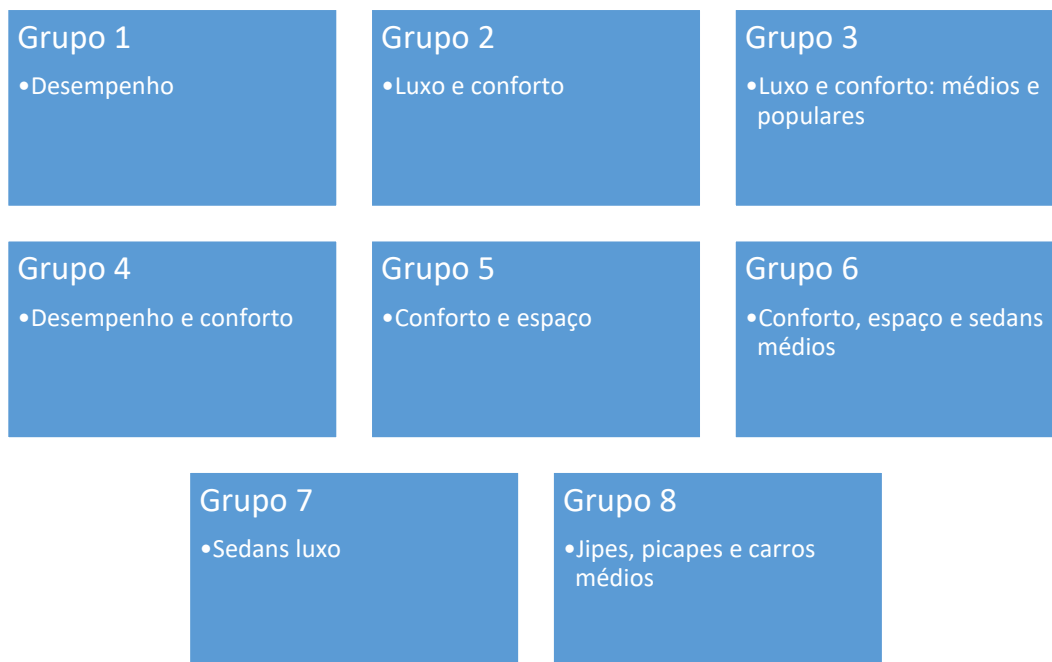 Grupo 1
•Desempenho
Grupo 2
•Luxo e conforto
Grupo 3
•Luxo e conforto: médios e
populares
Grupo 4
•Desempenho e conforto
Grupo 5
•Conforto e espaço
Grupo 6
•Conforto, espaço e sedans
médios
Grupo 7
•Sedans luxo
Grupo 8
•Jipes, picapes e carros
médios